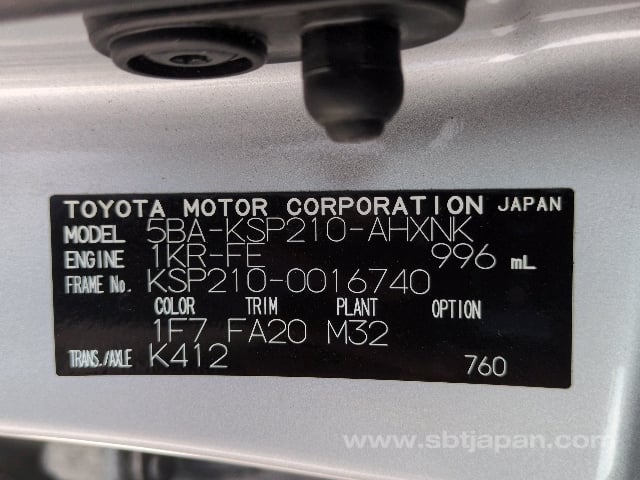 TOYOTA MOTOR CORPORATION JAPAN
MODEL 5BA-KSP210-AHXNK
ENGINE 1KR-FE 996 mL
FRAME No. KSP210-0016740
COLOR TRIM PLANT OPTION
1F7 FA20 M32
TRANS./AXLE K412 760
www.sbtjapan.com